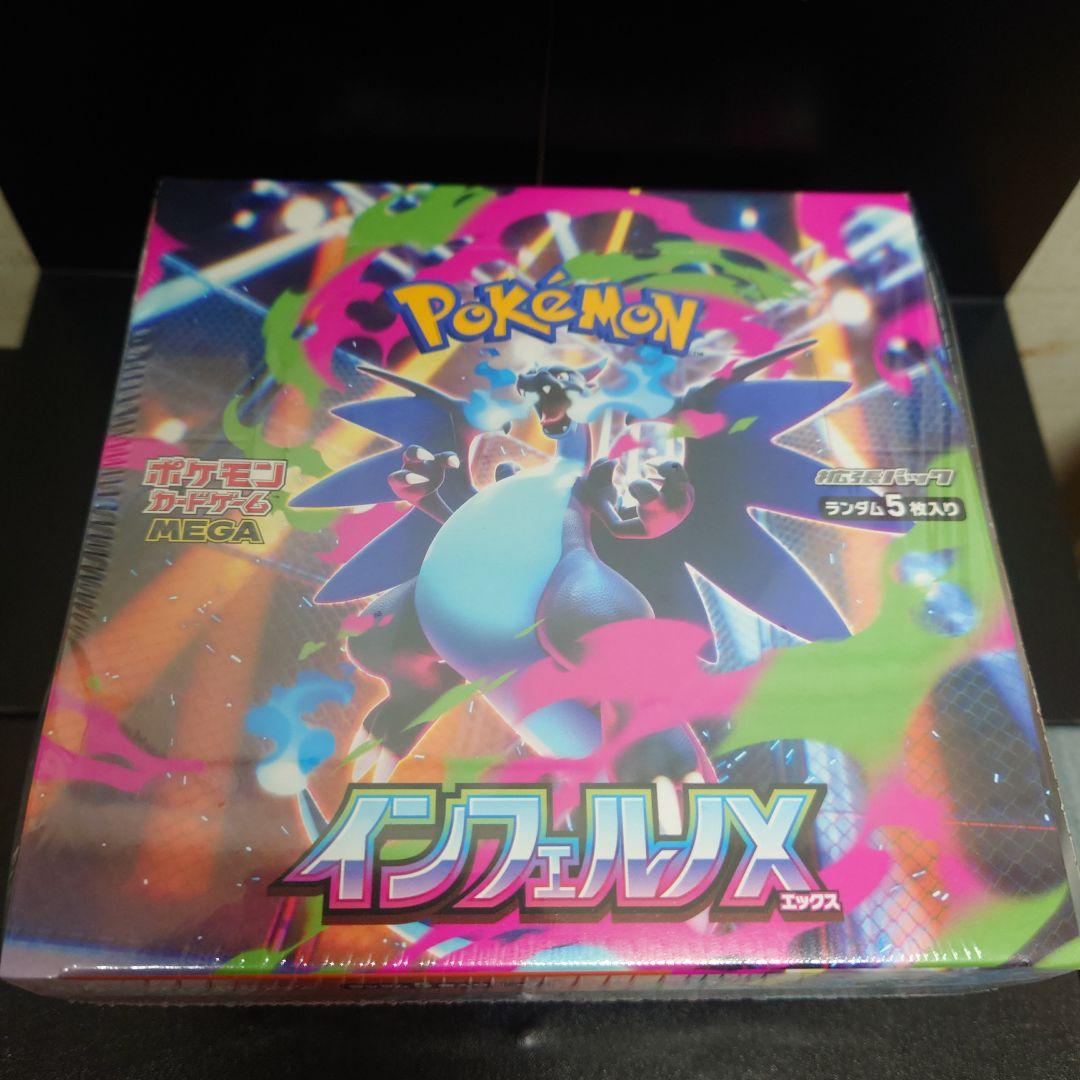 POKéMON
TM
ポケモン
カードゲーム
MEGA
拡張パック
ランダム5枚入り
インフェルノX
エックス